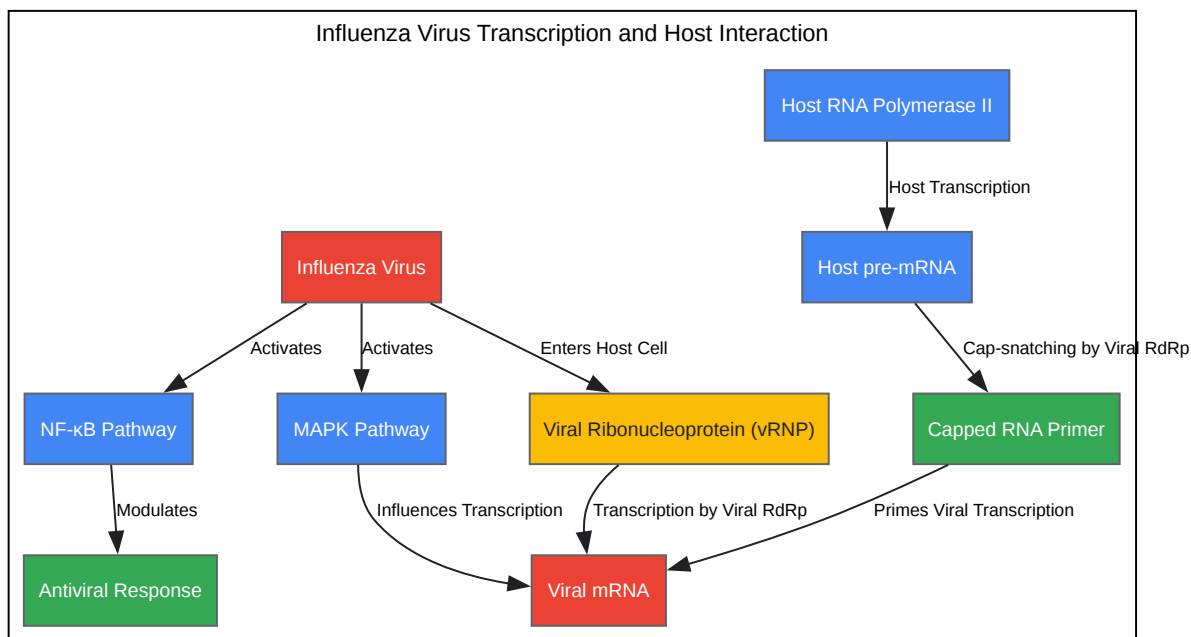 Influenza Virus Transcription and Host Interaction
Host RNA Polymerase II
Host Transcription
Influenza Virus
Host pre-mRNA
Activates
Activates
Enters Host Cell
Cap-snatching by Viral RdRp
NF-κB Pathway
MAPK Pathway
Viral Ribonucleoprotein (vRNP)
Capped RNA Primer
Modulates
Influences Transcription
Transcription by Viral RdRp
Primes Viral Transcription
Antiviral Response
Viral mRNA